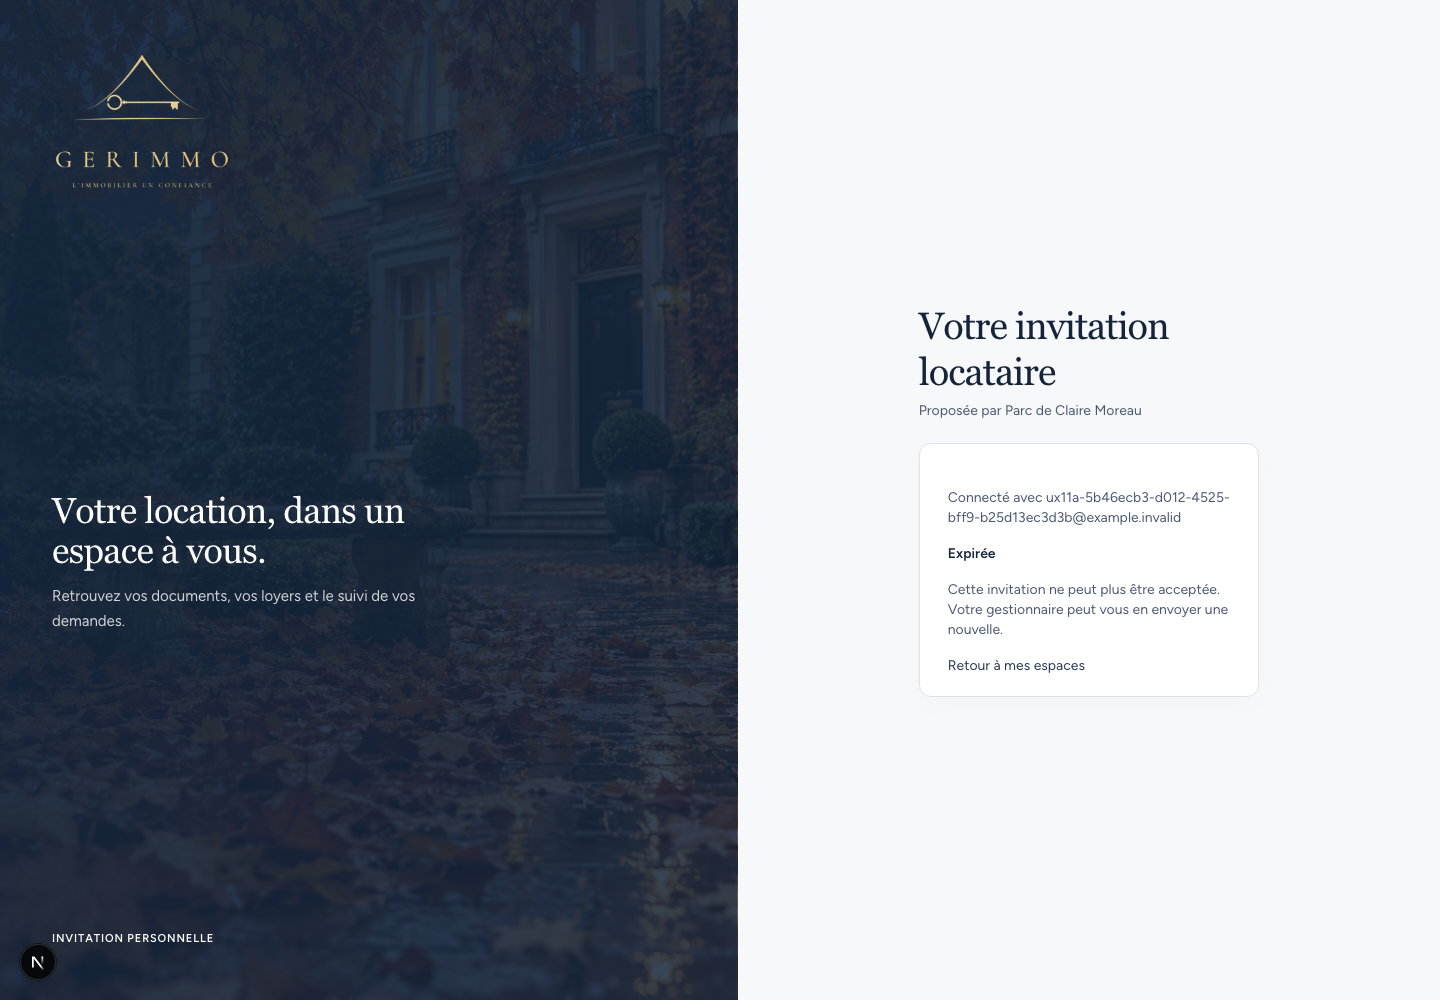 GERIMMO
L'IMMOBILIER EN CONFIANCE
Votre location, dans un
espace à vous.
Retrouvez vos documents, vos loyers et le suivi de vos
demandes.
INVITATION PERSONNELLE
N
Votre invitation
locataire
Proposée par Parc de Claire Moreau
Connecté avec ux11a-5b46ecb3-d012-4525-
bff9-b25d13ec3d3b@example.invalid
Expirée
Cette invitation ne peut plus être acceptée.
Votre gestionnaire peut vous en envoyer une
nouvelle.
Retour à mes espaces